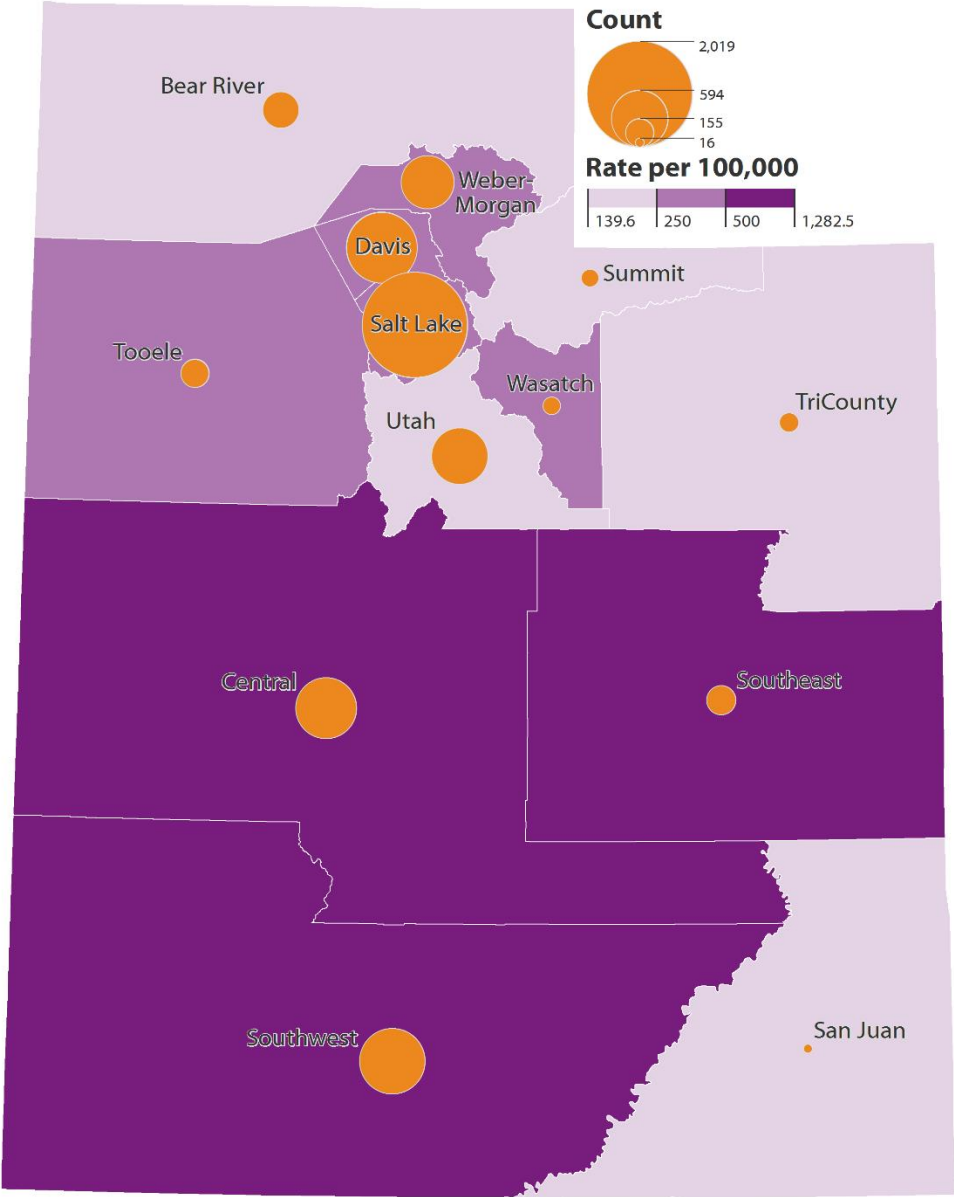 Count
2,019
594
155
16
Rate per 100,000
139.6
250
500
1,282.5
Bear River
Weber-
Morgan
Davis
Summit
Salt Lake
Tooele
Wasatch
TriCounty
Utah
Central
Southeast
Southwest
San Juan